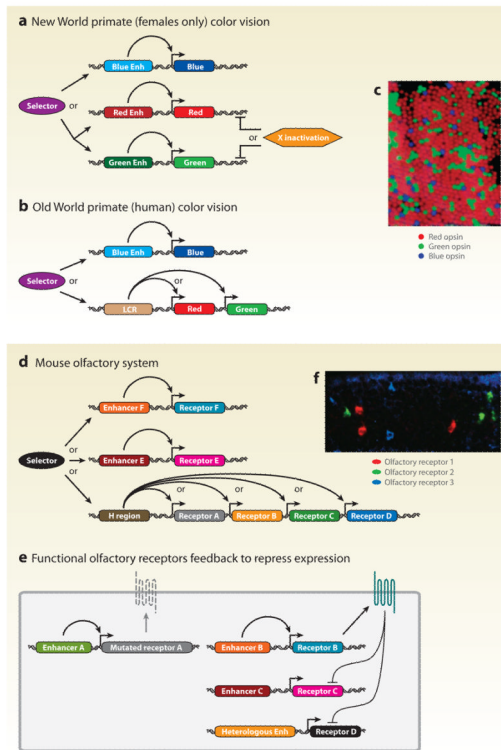 a New World primate (females only) color vision
Blue Enh
Blue
Selector
or
Red Enh
Red
or
X inactivation
Green Enh
Green
b Old World primate (human) color vision
Blue Enh
Blue
Selector
or
or
LCR
Red
Green
c
Red opsin
Green opsin
Blue opsin
d Mouse olfactory system
Enhancer F
Receptor F
or
Selector
Enhancer E
Receptor E
or
or
or
or
H region
Receptor A
Receptor B
Receptor C
Receptor D
f
Olfactory receptor 1
Olfactory receptor 2
Olfactory receptor 3
e Functional olfactory receptors feedback to repress expression
Enhancer A
Mutated receptor A
Enhancer B
Receptor B
Enhancer C
Receptor C
Heterologous Enh
Receptor D